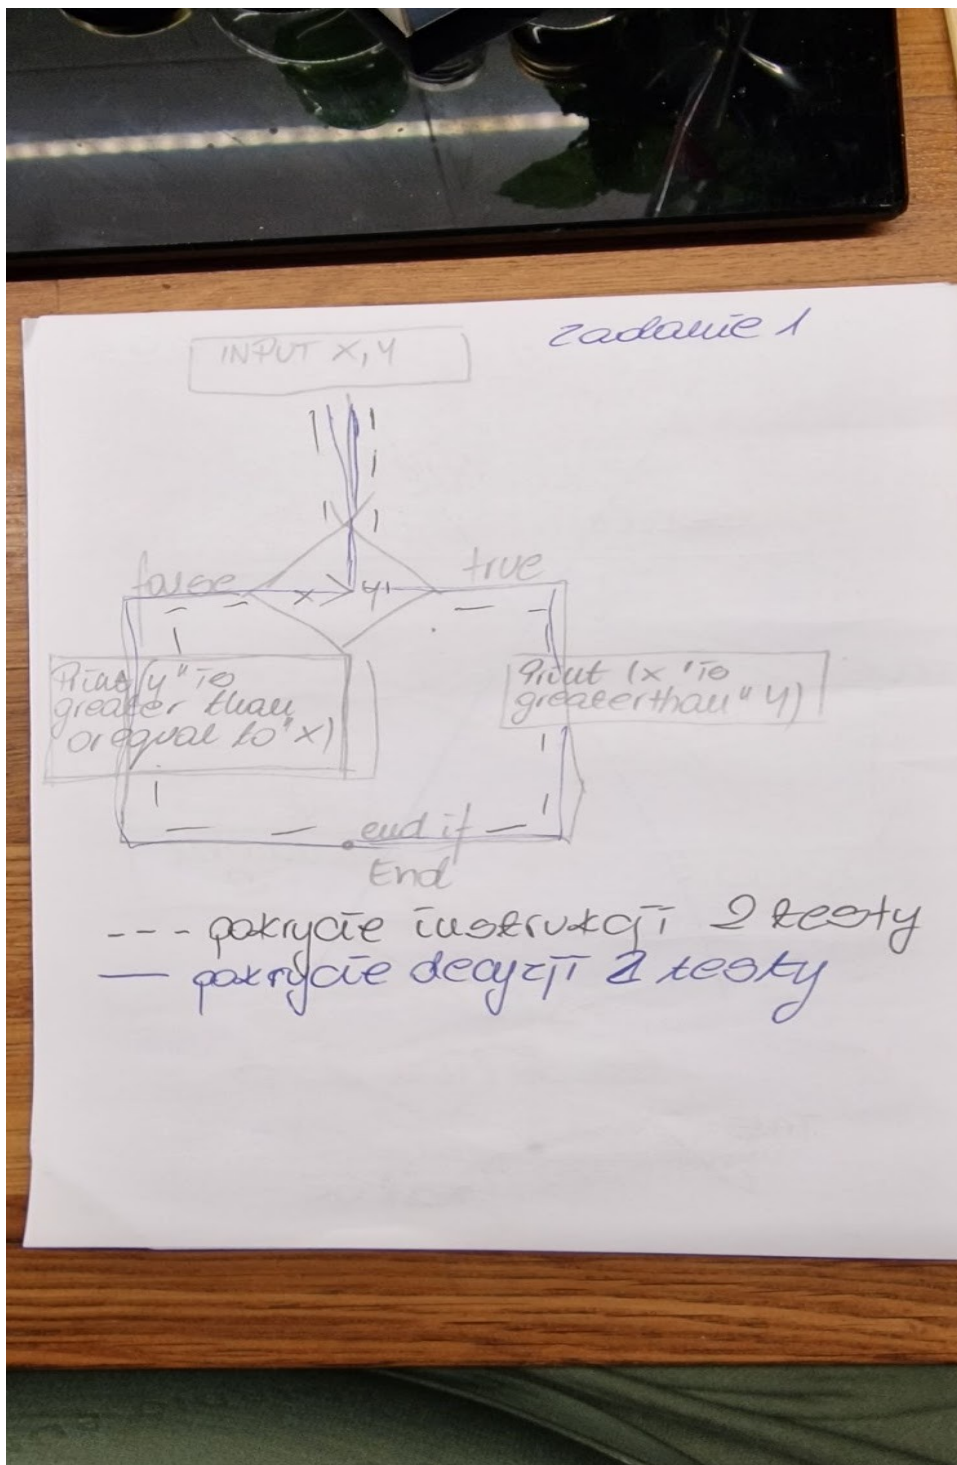 zadanie 1
INPUT X, Y
false
true
x > y
Print (y "is
greater than
or equal to "x)
Print (x "is
greater than" y)
end if
End
--- pokrycie instrukcji 2 testy
— pokrycie decyzji 2 testy